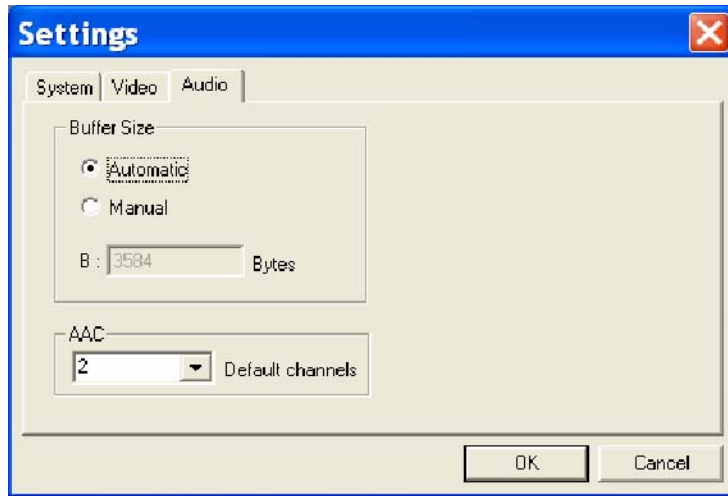 Settings
System Video Audio
Buffer Size
Automatic
Manual
B : 3584 Bytes
AAC
2 Default channels
OK Cancel